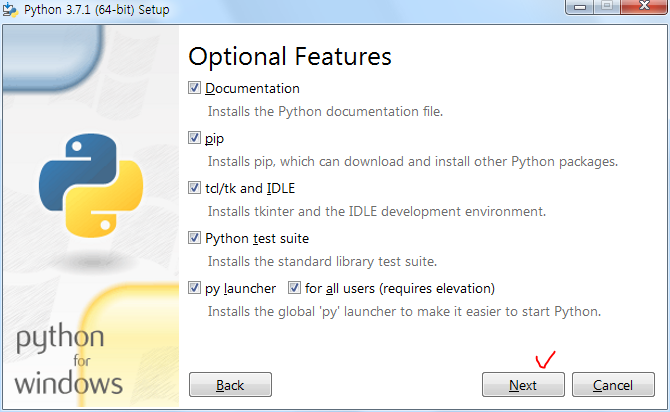 Python 3.7.1 (64-bit) Setup
Optional Features
Documentation
Installs the Python documentation file.
pip
Installs pip, which can download and install other Python packages.
tcl/tk and IDLE
Installs tkinter and the IDLE development environment.
Python test suite
Installs the standard library test suite.
py launcher for all users (requires elevation)
Installs the global 'py' launcher to make it easier to start Python.
python
for
windows
Back Next Cancel